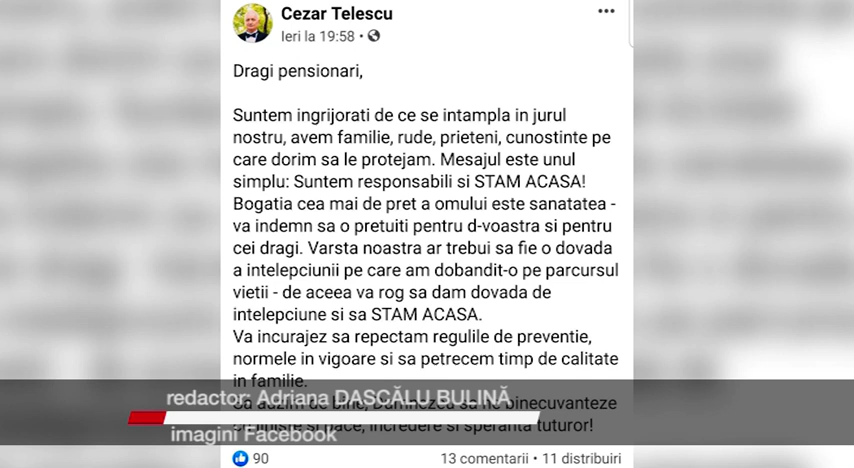 Cezar Telescu
Ieri la 19:58 •
Dragi pensionari,
Suntem ingrijorati de ce se intampla in jurul
nostru, avem familie, rude, prieteni, cunostinte pe
care dorim sa le protejam. Mesajul este unul
simplu: Suntem responsabili si STAM ACASA!
Bogatia cea mai de pret a omului este sanatatea -
va indemn sa o pretuiti pentru d-voastra si pentru
cei dragi. Varsta noastra ar trebui sa fie o dovada
a intelepciunii pe care am dobandit-o pe parcursul
vietii - de aceea va rog sa dam dovada de
intelepciune si sa STAM ACASA.
Va incurajez sa repectam regulile de preventie,
normele in vigoare si sa petrecem timp de calitate
in familie.
redactor: Adriana DASCĂLU BULINĂ
Sa auzim de bine, Dumnezeu sa ne binecuvanteze
pace, incredere si speranta tuturor!
imagini Facebook
90
13 comentarii • 11 distribuiri